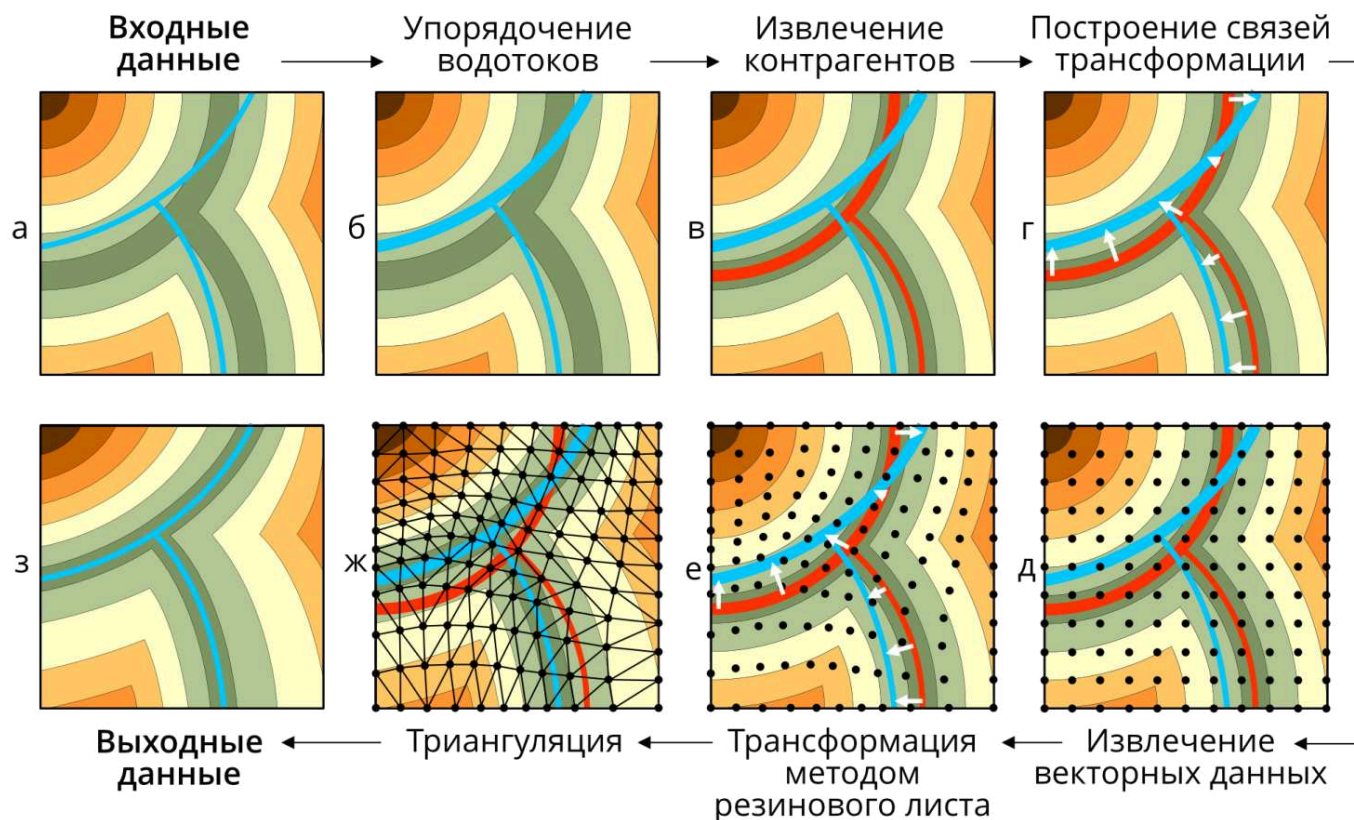 Входные
данные
Упорядочение
водотоков
Извлечение
контрагентов
Построение связей
трансформации
а
б
в
г
з
ж
е
д
Выходные
данные
Триангуляция
Трансформация
методом
резинового листа
Извлечение
векторных данных